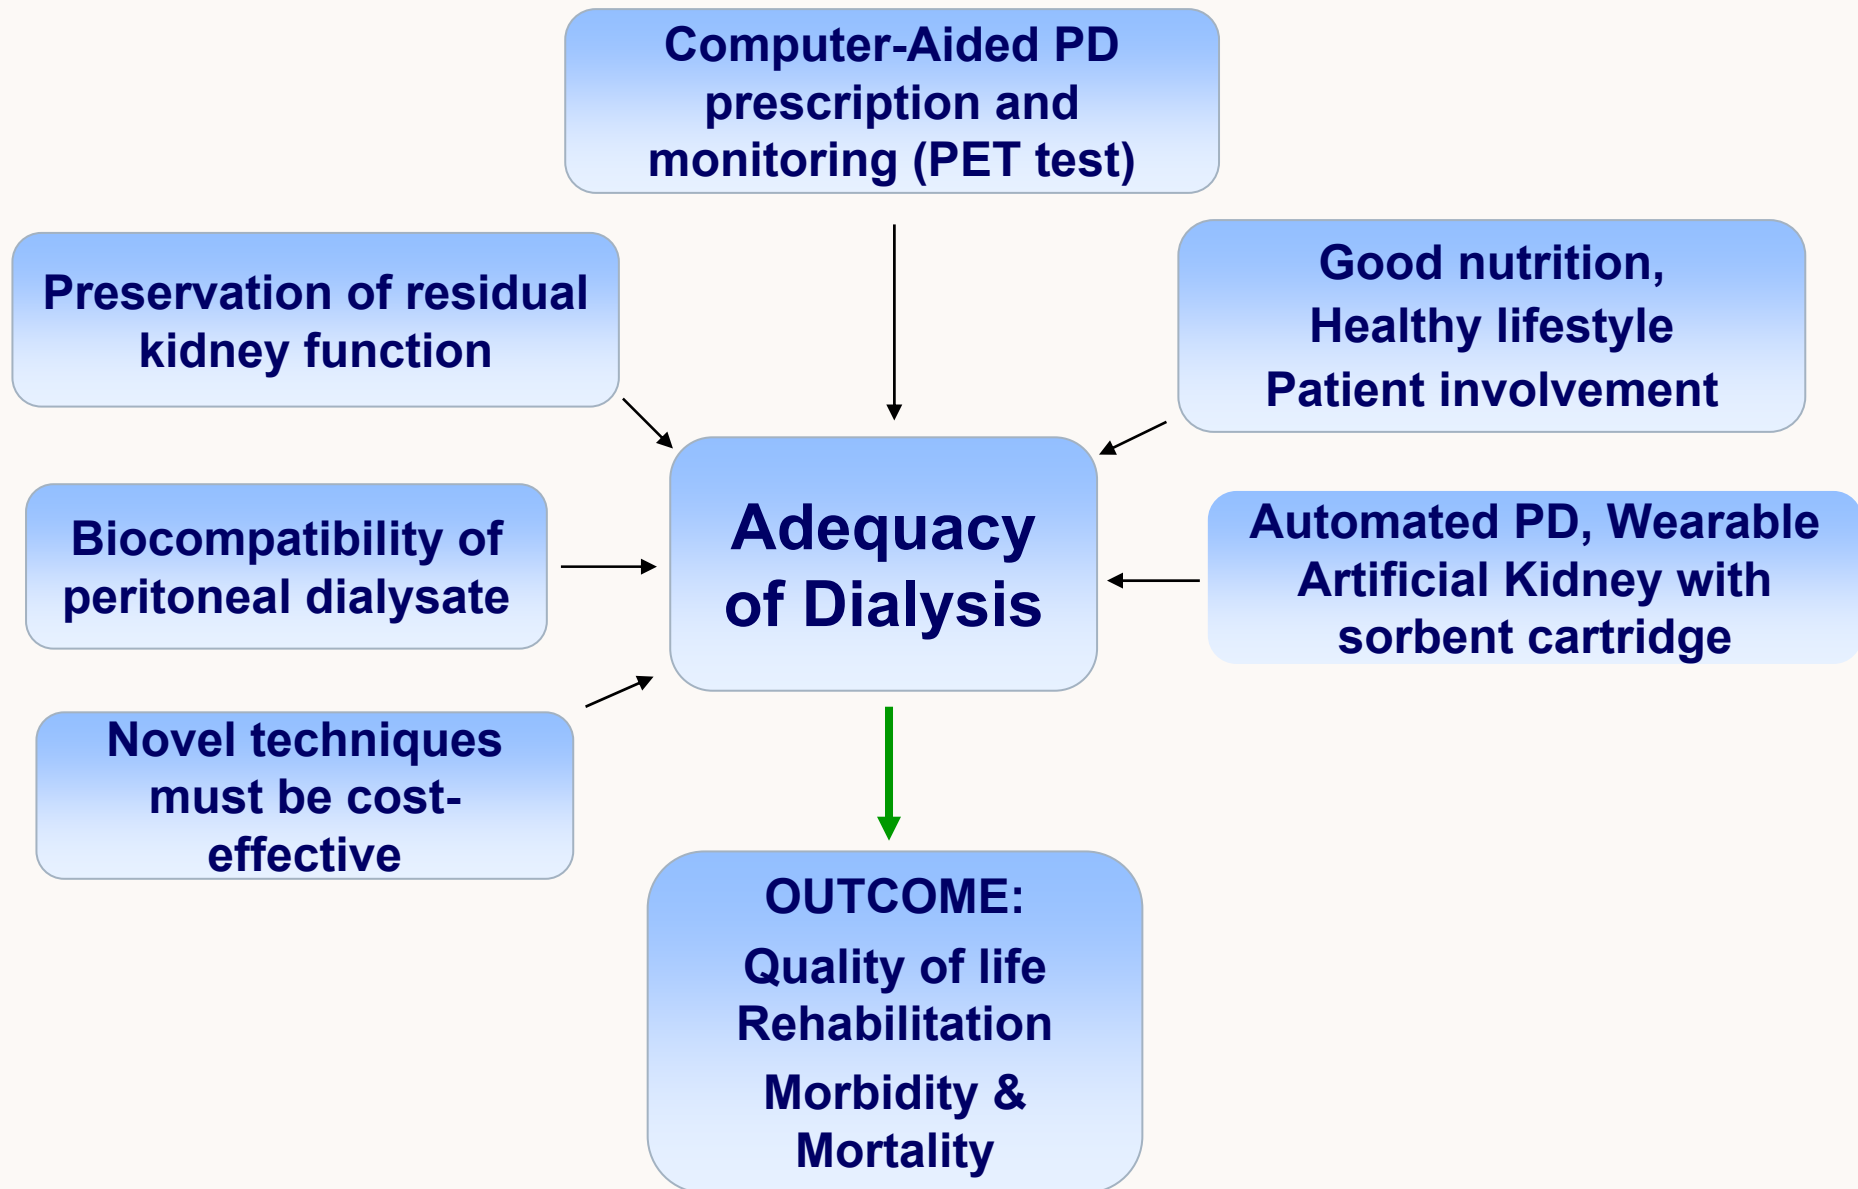 Computer-Aided PD
prescription and
monitoring (PET test)
Preservation of residual
kidney function
Good nutrition,
Healthy lifestyle
Patient involvement
Biocompatibility of
peritoneal dialysate
Adequacy
of Dialysis
Automated PD, Wearable
Artificial Kidney with
sorbent cartridge
Novel techniques
must be cost-
effective
OUTCOME:
Quality of life
Rehabilitation
Morbidity &
Mortality